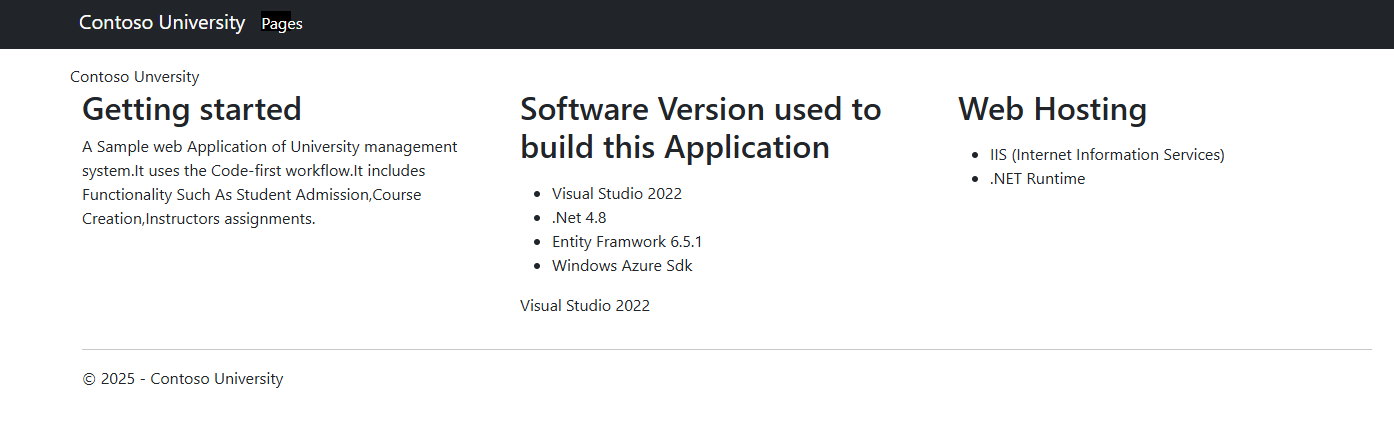 Contoso University Pages
Contoso Unversity
Getting started
A Sample web Application of University management
system.It uses the Code-first workflow.It includes
Functionality Such As Student Admission,Course
Creation,Instructors assignments.
Software Version used to
build this Application
Visual Studio 2022
.Net 4.8
Entity Framwork 6.5.1
Windows Azure Sdk
Visual Studio 2022
Web Hosting
IIS (Internet Information Services)
.NET Runtime
© 2025 - Contoso University